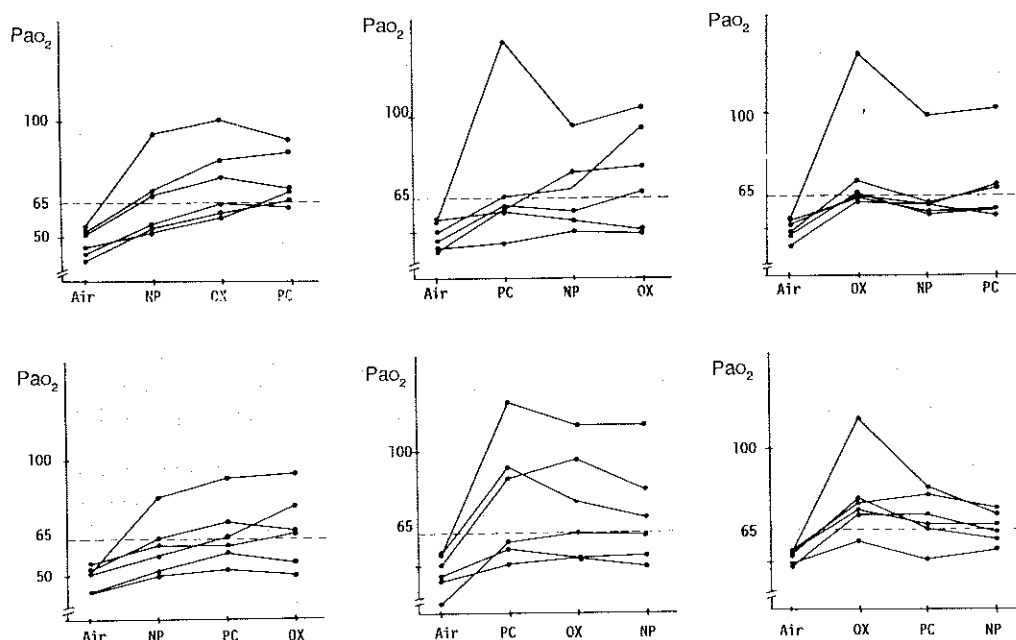 Pao2
100
65
50
Air NP OX PC
Pao2
100
65
Air PC NP OX
Pao2
100
65
Air OX NP PC
Pao2
100
65
50
Air NP PC OX
Pao2
100
65
Air PC OX NP
Pao2
100
65
Air OX PC NP